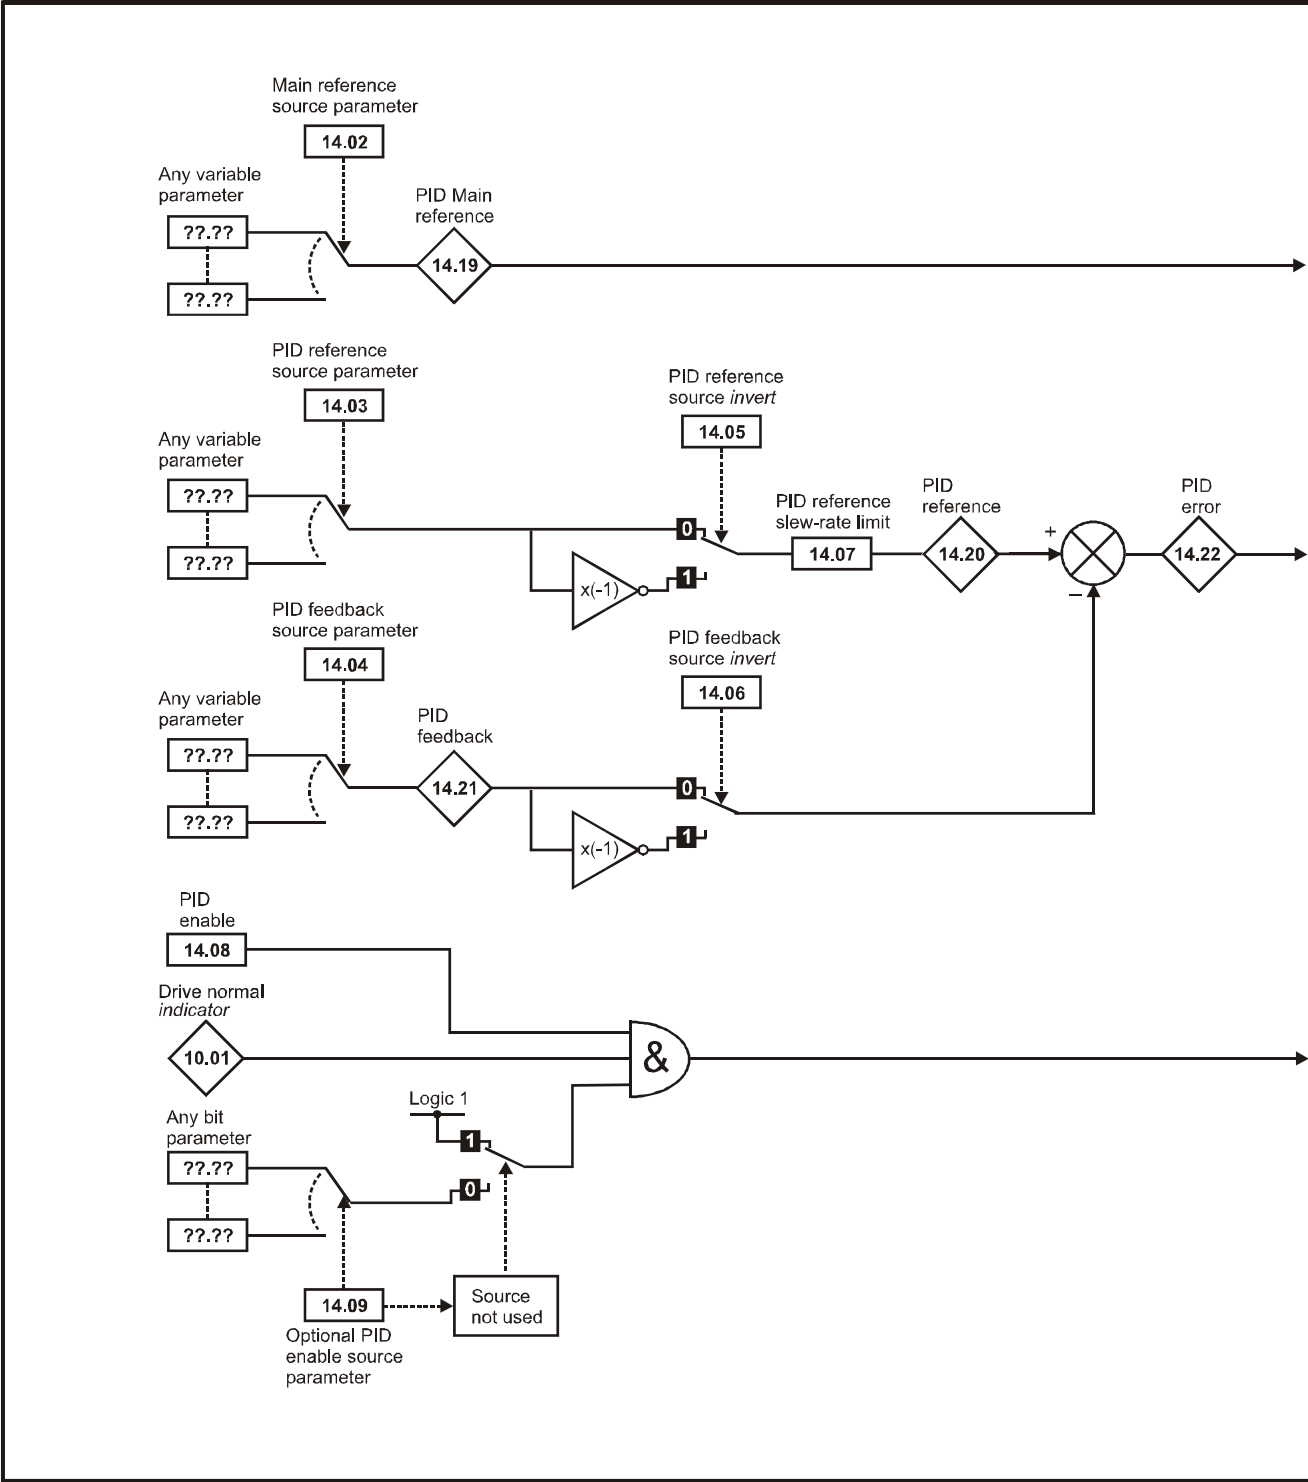 Main reference
source parameter
14.02
Any variable
parameter
??.??
??.??
PID Main
reference
14.19
PID reference
source parameter
14.03
Any variable
parameter
??.??
??.??
x(-1)
PID reference
source invert
14.05
0
1
PID reference
slew-rate limit
14.07
PID
reference
14.20
+
−
PID
error
14.22
PID feedback
source parameter
14.04
Any variable
parameter
??.??
??.??
PID
feedback
14.21
x(-1)
PID feedback
source invert
14.06
0
1
PID
enable
14.08
Drive normal
indicator
10.01
&
Logic 1
1
0
Any bit
parameter
??.??
??.??
14.09
Optional PID
enable source
parameter
Source
not used